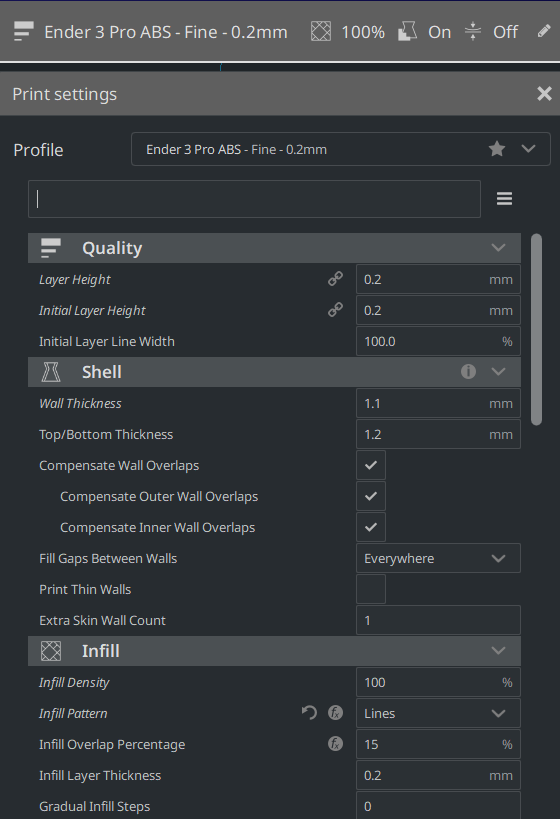 Ender 3 Pro ABS - Fine - 0.2mm 100% On Off
Print settings
Profile Ender 3 Pro ABS - Fine - 0.2mm
Quality
Layer Height 0.2 mm
Initial Layer Height 0.2 mm
Initial Layer Line Width 100.0 %
Shell
Wall Thickness 1.1 mm
Top/Bottom Thickness 1.2 mm
Compensate Wall Overlaps
Compensate Outer Wall Overlaps
Compensate Inner Wall Overlaps
Fill Gaps Between Walls Everywhere
Print Thin Walls
Extra Skin Wall Count 1
Infill
Infill Density 100 %
Infill Pattern Lines
Infill Overlap Percentage 15 %
Infill Layer Thickness 0.2 mm
Gradual Infill Steps 0